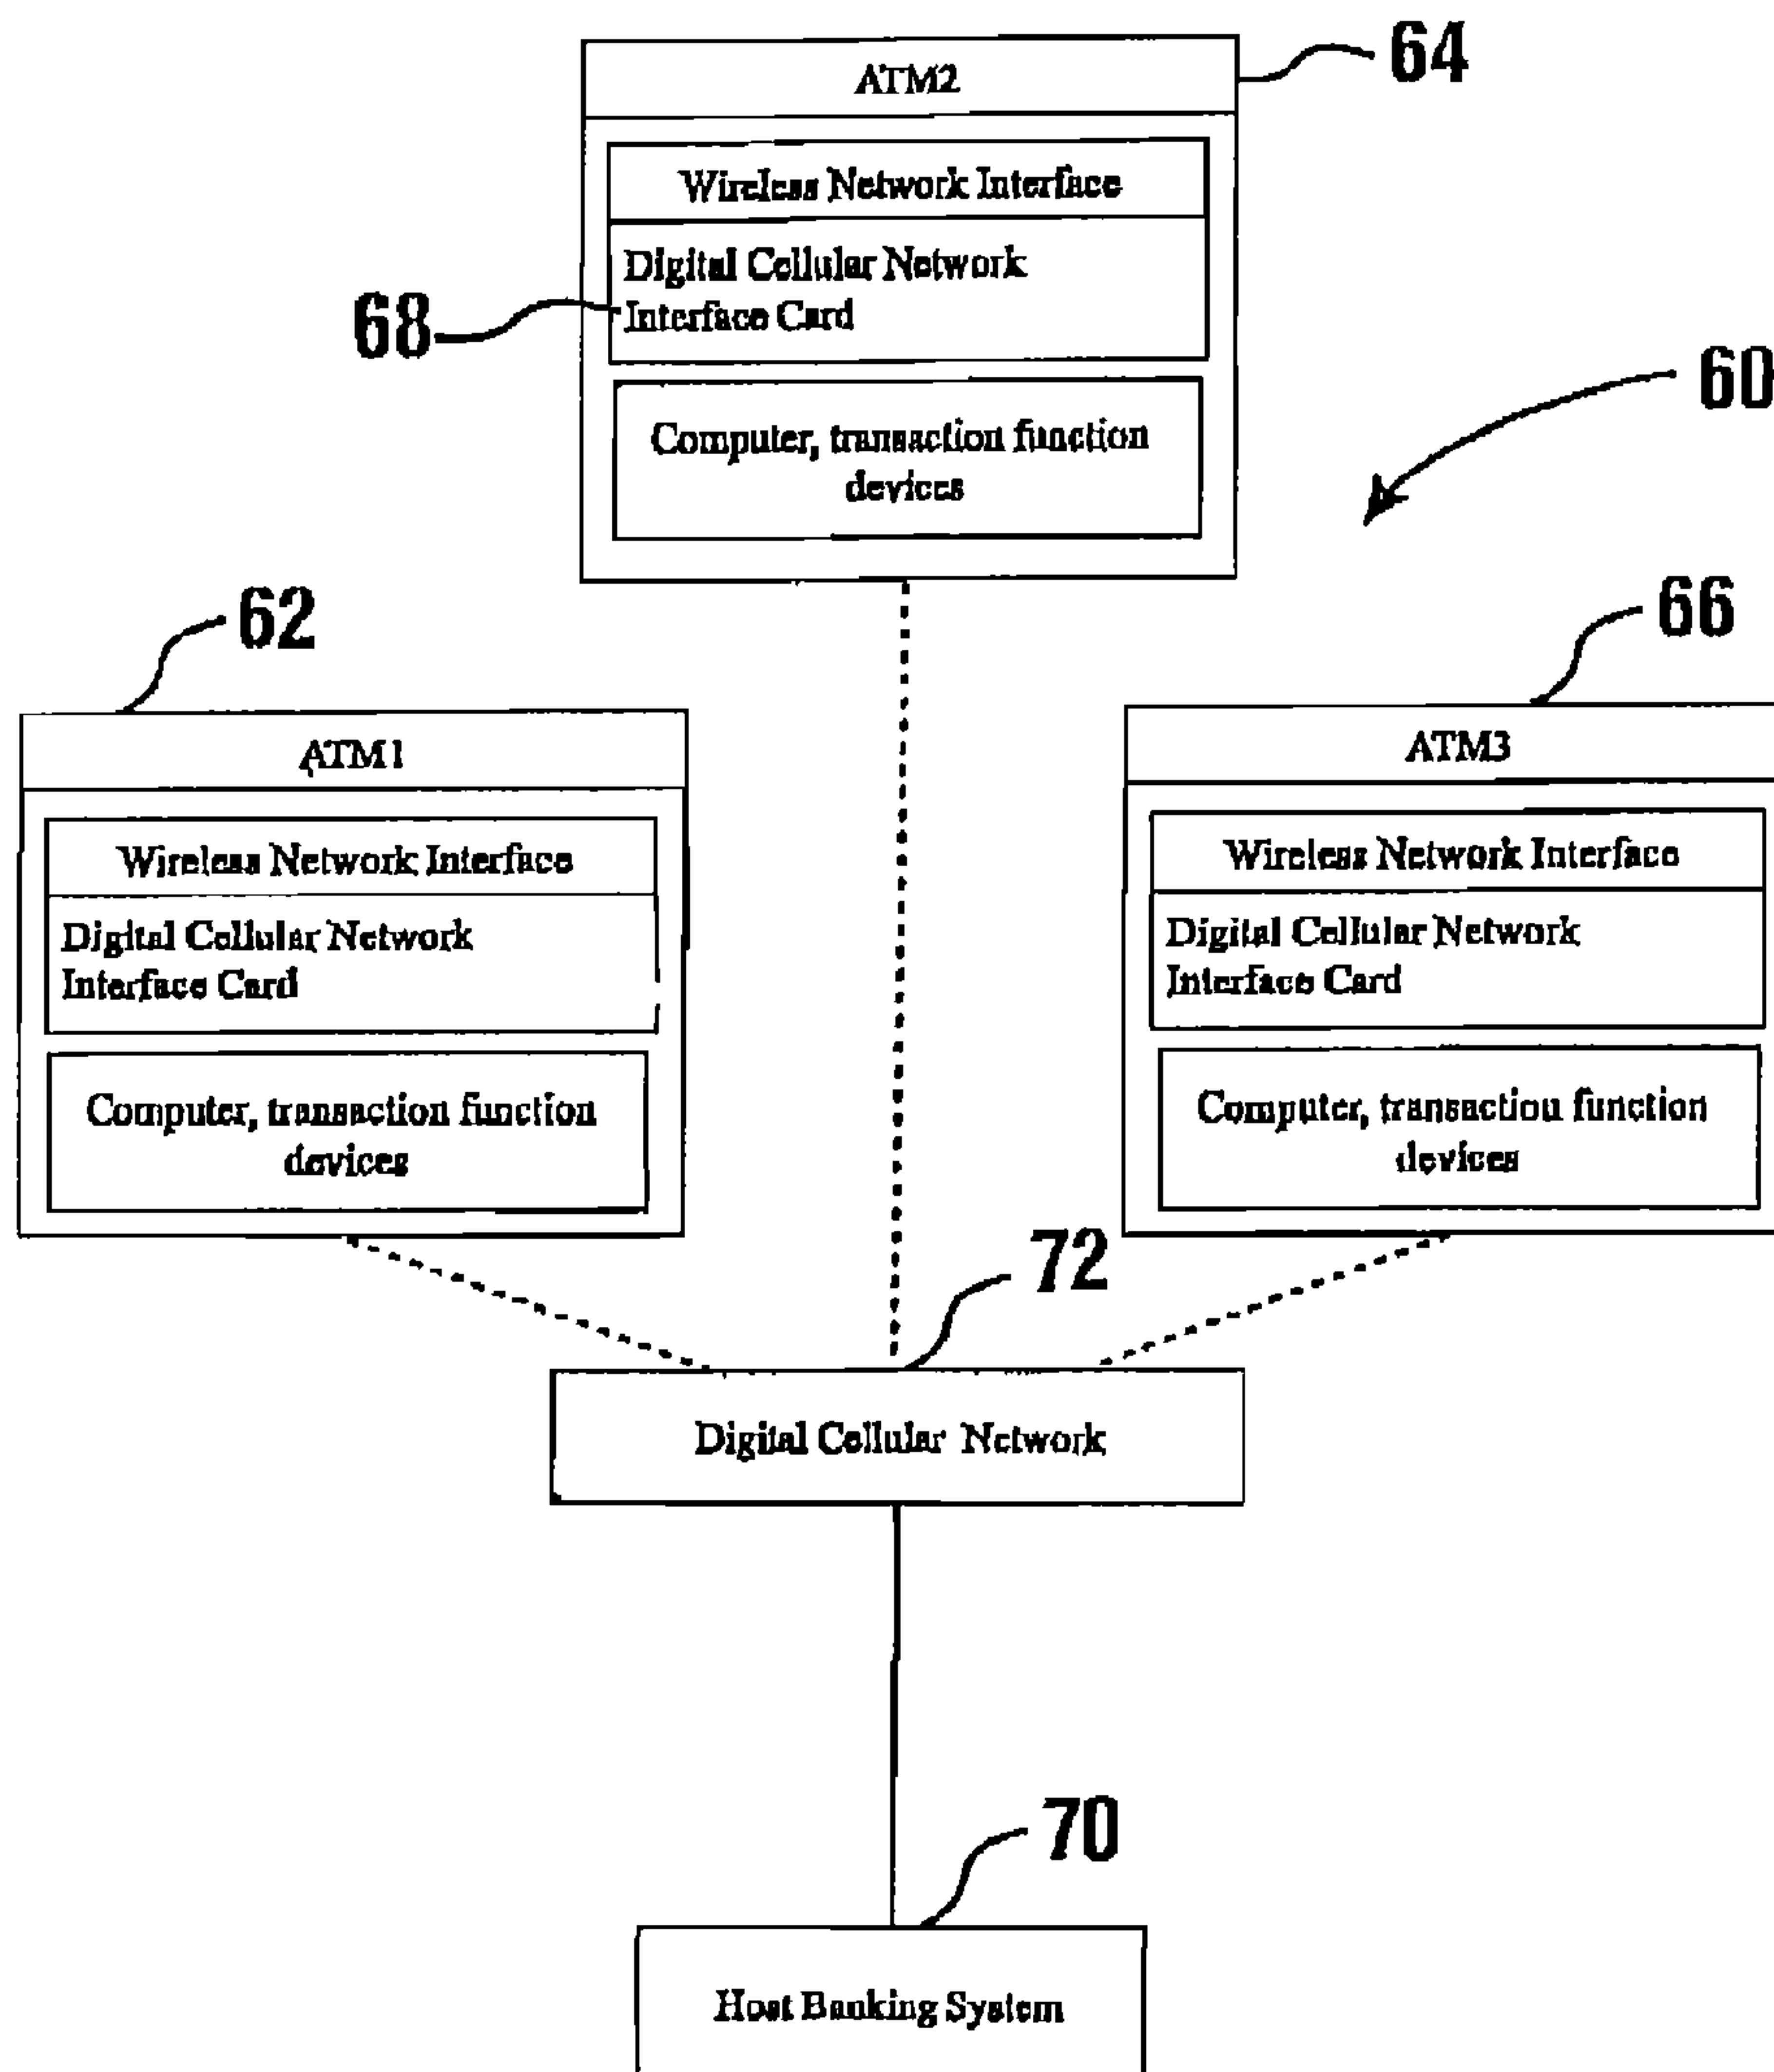 64
ATM2
Wireless Network Interface
Digital Cellular Network
Interface Card
68
60
Computer, transaction function
devices
62
66
ATM1
Wireless Network Interface
Digital Cellular Network
Interface Card
Computer, transaction function
devices
ATM3
Wireless Network Interface
Digital Cellular Network
Interface Card
Computer, transaction function
devices
72
Digital Cellular Network
70
Host Banking System